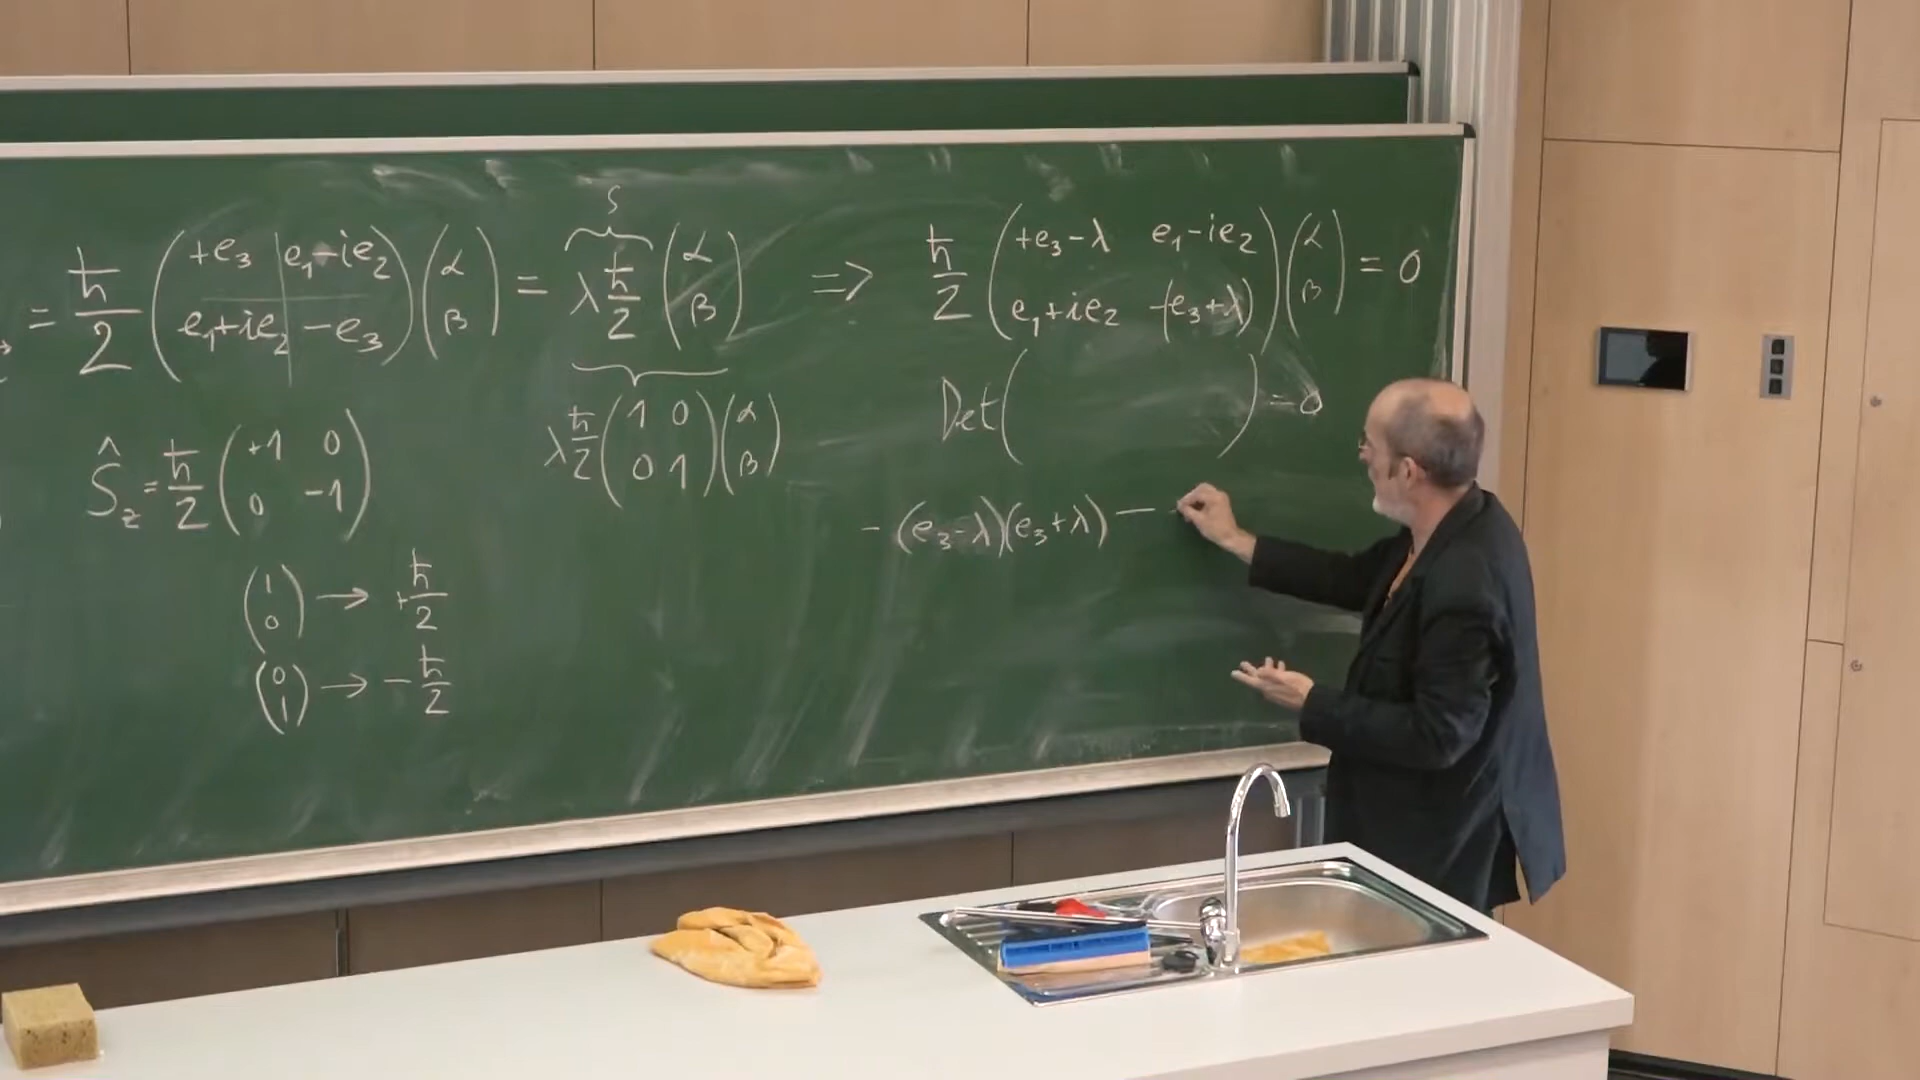 = ħ/2 ( +e₃ e₁-ie₂ ; e₁+ie₂ -e₃ ) ( α ; β ) = λ ħ/2 ( α ; β ) => ħ/2 ( +e₃-λ e₁-ie₂ ; e₁+ie₂ -(e₃+λ) ) ( α ; β ) = 0
S
λ ħ/2 ( 1 0 ; 0 1 ) ( α ; β )
Det( ) = 0
Ŝ_z = ħ/2 ( +1 0 ; 0 -1 )
- (e₃-λ)(e₃+λ) - -
( 1 ; 0 ) → +ħ/2
( 0 ; 1 ) → -ħ/2